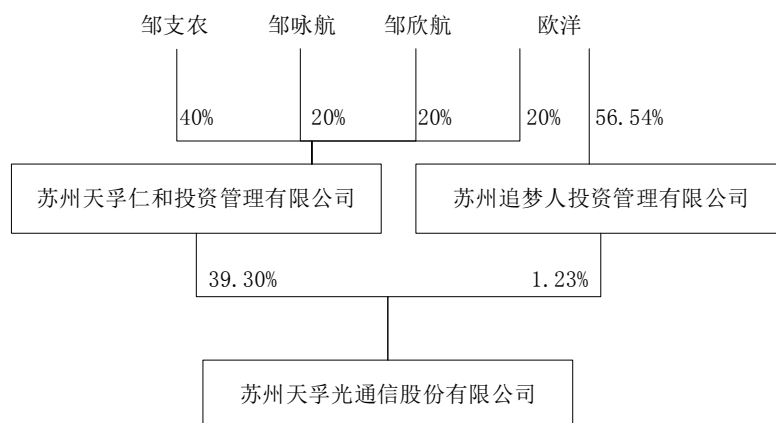 邹支农 邹咏航 邹欣航 欧洋
40% 20% 20% 20% 56.54%
苏州天孚仁和投资管理有限公司 苏州追梦人投资管理有限公司
39.30% 1.23%
苏州天孚光通信股份有限公司